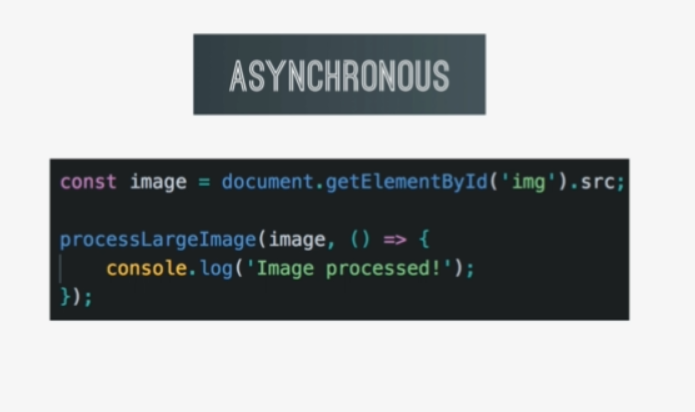 ASYNCHRONOUS
const image = document.getElementById('img').src;
processLargeImage(image, () => {
    console.log('Image processed!');
});